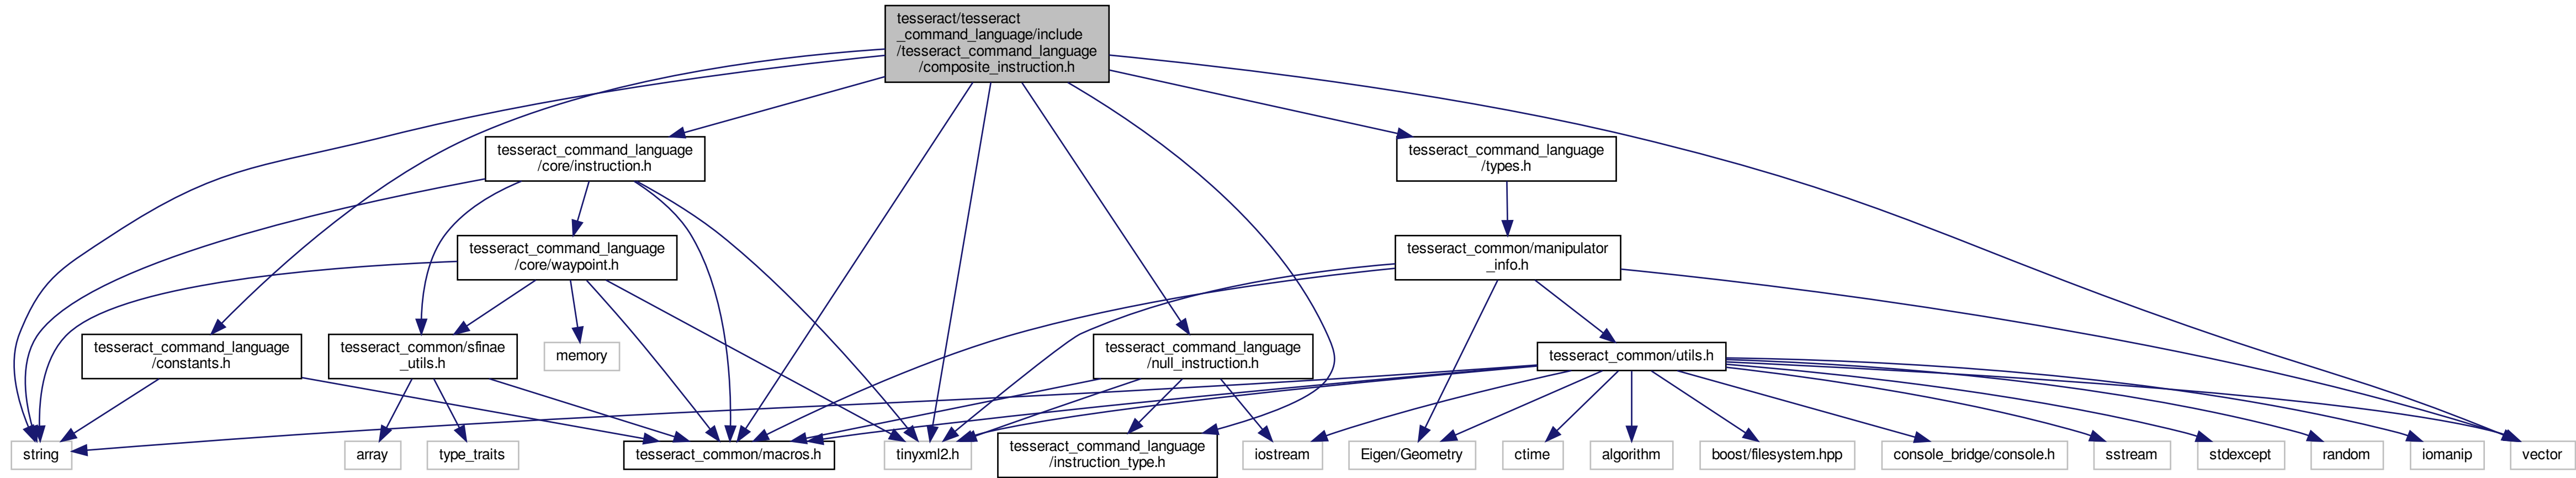 tesseract/tesseract
_command_language/include
/tesseract_command_language
/composite_instruction.h
tesseract_command_language
/core/instruction.h
tesseract_command_language
/types.h
tesseract_command_language
/core/waypoint.h
tesseract_common/manipulator
_info.h
tesseract_command_language
/constants.h
tesseract_common/sfinae
_utils.h
memory
tesseract_command_language
/null_instruction.h
tesseract_common/utils.h
string
array
type_traits
tesseract_common/macros.h
tinyxml2.h
tesseract_command_language
/instruction_type.h
iostream
Eigen/Geometry
ctime
algorithm
boost/filesystem.hpp
console_bridge/console.h
sstream
stdexcept
random
iomanip
vector